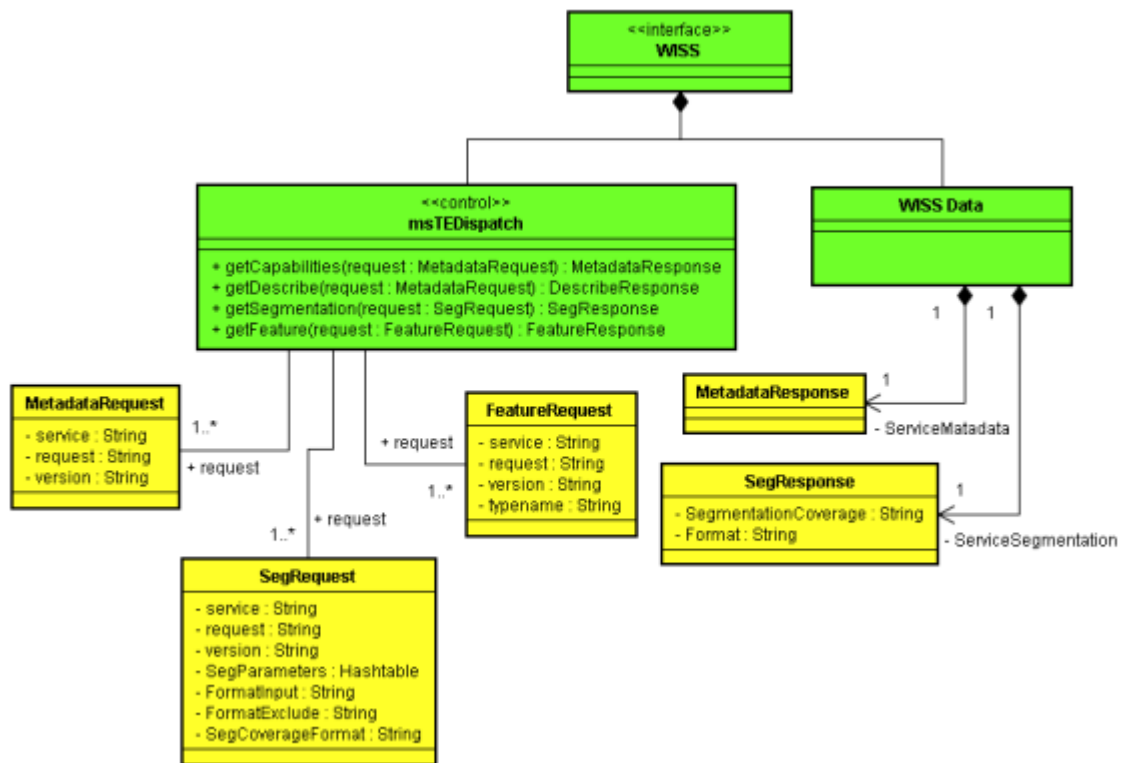 <<interface>>
WISS
<<control>>
msTEDispatch
+ getCapabilities(request : MetadataRequest) : MetadataResponse
+ getDescribe(request : MetadataRequest) : DescribeResponse
+ getSegmentation(request : SegRequest) : SegResponse
+ getFeature(request : FeatureRequest) : FeatureResponse
WISS Data
1
1
MetadataRequest
- service : String
- request : String
- version : String
1..*
+ request
FeatureRequest
- service : String
- request : String
- version : String
- typename : String
+ request
1..*
MetadataResponse
1
- ServiceMatadata
SegResponse
- SegmentationCoverage : String
- Format : String
1
- ServiceSegmentation
+ request
1..*
SegRequest
- service : String
- request : String
- version : String
- SegParameters : Hashtable
- FormatInput : String
- FormatExclude : String
- SegCoverageFormat : String